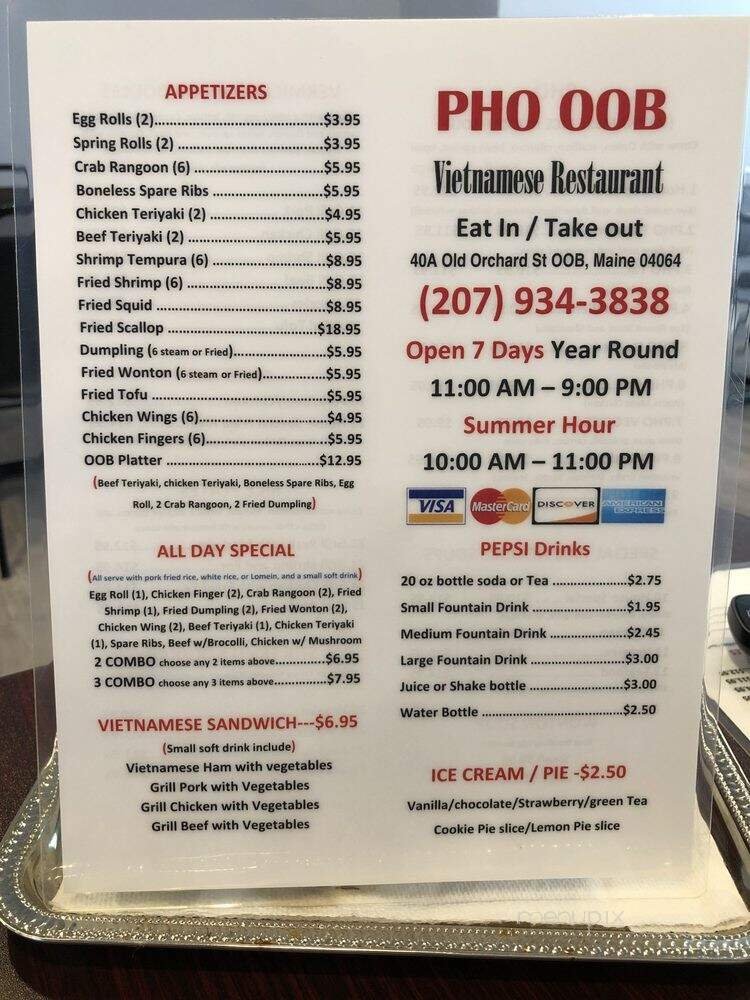 APPETIZERS
Egg Rolls (2)..........................................$3.95
Spring Rolls (2) .....................................$3.95
Crab Rangoon (6) .................................$5.95
Boneless Spare Ribs .............................$5.95
Chicken Teriyaki (2) ..............................$4.95
Beef Teriyaki (2) ...................................$5.95
Shrimp Tempura (6) .............................$8.95
Fried Shrimp (6) ...................................$8.95
Fried Squid ...........................................$8.95
Fried Scallop ........................................$18.95
Dumpling (6 steam or Fried).......................$5.95
Fried Wonton (6 steam or Fried)................$5.95
Fried Tofu ............................................$5.95
Chicken Wings (6)................................$4.95
Chicken Fingers (6)...............................$5.95
OOB Platter ........................................$12.95
(Beef Teriyaki, chicken Teriyaki, Boneless Spare Ribs, Egg
Roll, 2 Crab Rangoon, 2 Fried Dumpling)
ALL DAY SPECIAL
(All serve with pork fried rice, white rice, or Lomein, and a small soft drink)
Egg Roll (1), Chicken Finger (2), Crab Rangoon (2), Fried
Shrimp (1), Fried Dumpling (2), Fried Wonton (2),
Chicken Wing (2), Beef Teriyaki (1), Chicken Teriyaki
(1), Spare Ribs, Beef w/Brocolli, Chicken w/ Mushroom
2 COMBO choose any 2 items above.............$6.95
3 COMBO choose any 3 items above..............$7.95
VIETNAMESE SANDWICH---$6.95
(Small soft drink include)
Vietnamese Ham with vegetables
Grill Pork with Vegetables
Grill Chicken with Vegetables
Grill Beef with Vegetables
PHO OOB
Vietnamese Restaurant
Eat In / Take out
40A Old Orchard St OOB, Maine 04064
(207) 934-3838
Open 7 Days Year Round
11:00 AM – 9:00 PM
Summer Hour
10:00 AM – 11:00 PM
VISA MasterCard DISCOVER AMERICAN EXPRESS
PEPSI Drinks
20 oz bottle soda or Tea ...............$2.75
Small Fountain Drink ...................$1.95
Medium Fountain Drink ...............$2.45
Large Fountain Drink ...................$3.00
Juice or Shake bottle ....................$3.00
Water Bottle .................................$2.50
ICE CREAM / PIE -$2.50
Vanilla/chocolate/Strawberry/green Tea
Cookie Pie slice/Lemon Pie slice
menupix